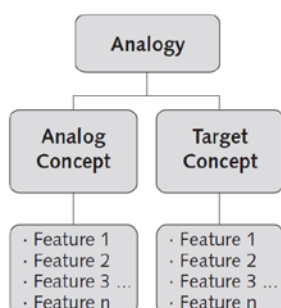 Analogy
Analog
Concept
Target
Concept
· Feature 1
· Feature 2
· Feature 3 ...
· Feature n
· Feature 1
· Feature 2
· Feature 3 ...
· Feature n